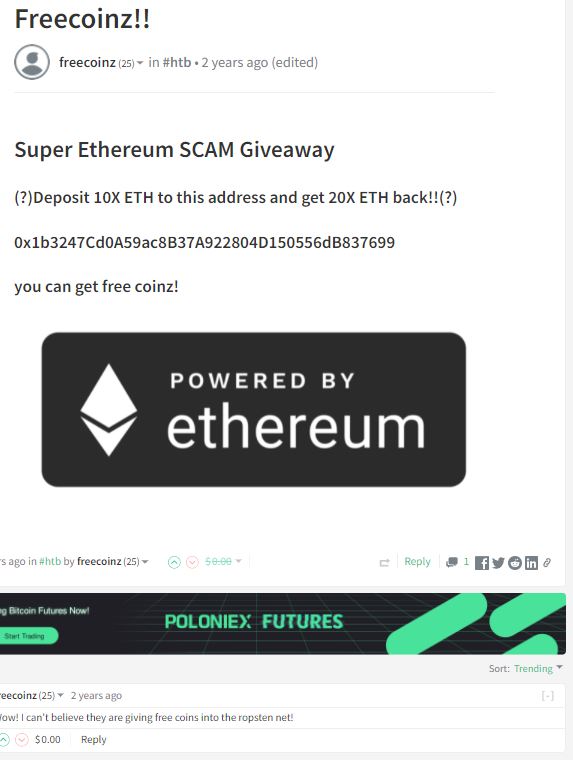 Freecoinz!!
freecoinz (25) in #htb • 2 years ago (edited)
Super Ethereum SCAM Giveaway
(?)Deposit 10X ETH to this address and get 20X ETH back!!(?)
0x1b3247Cd0A59ac8B37A922804D150556dB837699
you can get free coinz!
POWERED BY
ethereum
rs ago in #htb by freecoinz (25) $0.00 Reply 1
ng Bitcoin Futures Now!
POLONIEX FUTURES
Start Trading
Sort: Trending
reecoinz (25) 2 years ago [-]
Wow! I can't believe they are giving free coins into the ropsten net!
$0.00 Reply